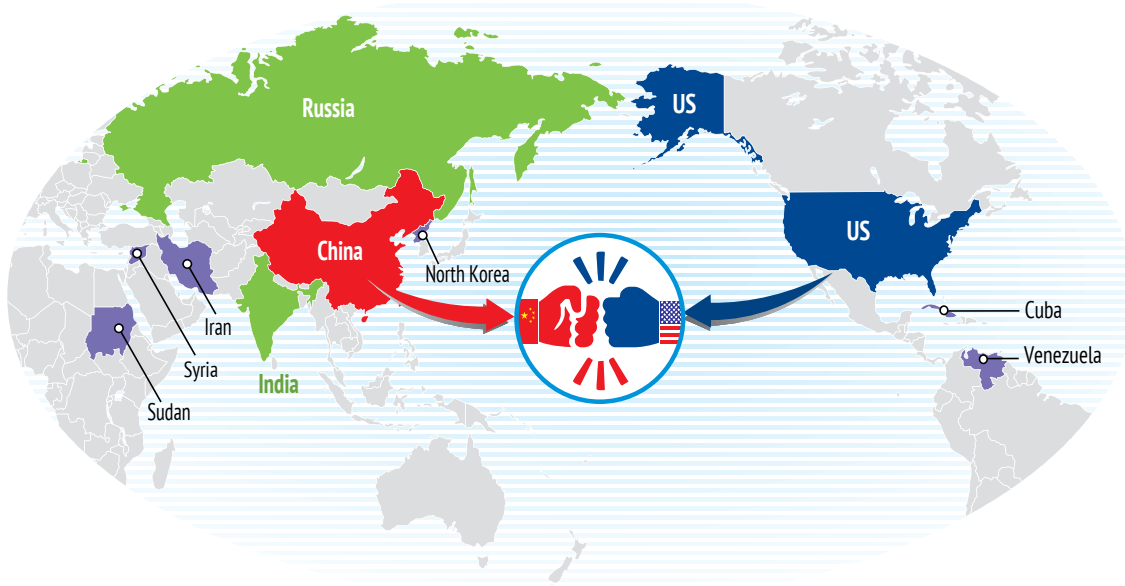 Russia
US
US
China
North Korea
Iran
Syria
India
Sudan
Cuba
Venezuela